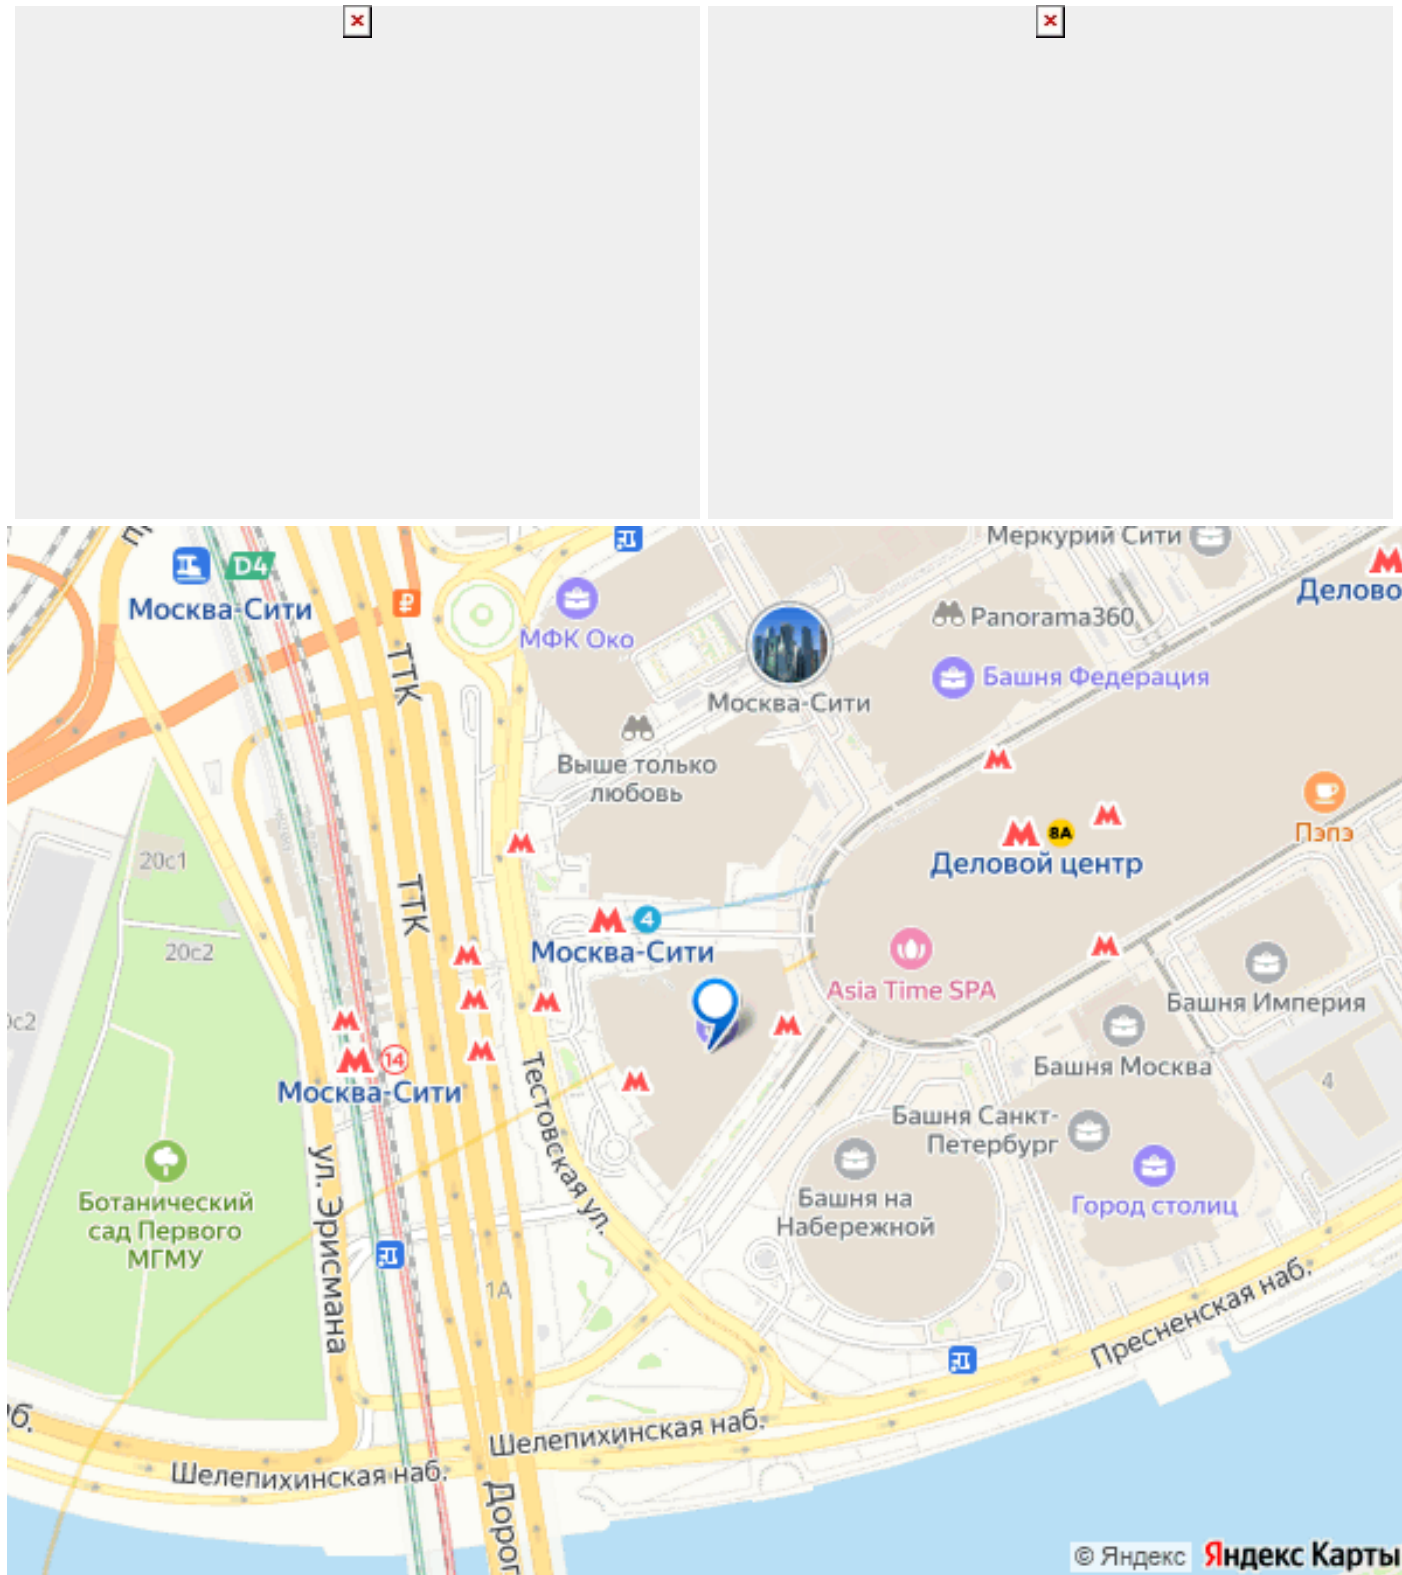 Меркурий Сити
D4
Делово
Москва-Сити
₽
МФК Око
Panorama360
ТТК
Башня Федерация
Москва-Сити
Выше только
любовь
М
8А
Пэпэ
20с1
Деловой центр
ТТК
М
4
20с2
Москва-Сити
Asia Time SPA
Башня Империя
с2
Башня Москва
14
Москва-Сити
4
Тестовская ул.
Башня Санкт-
Петербург
ул. Эрисмана
Ботанический
сад Первого
МГМУ
Башня на
Набережной
Город столиц
1А
Пресненская наб.
б.
Шелепихинская наб.
Шелепихинская наб.
Дорог
© Яндекс Яндекс Карты